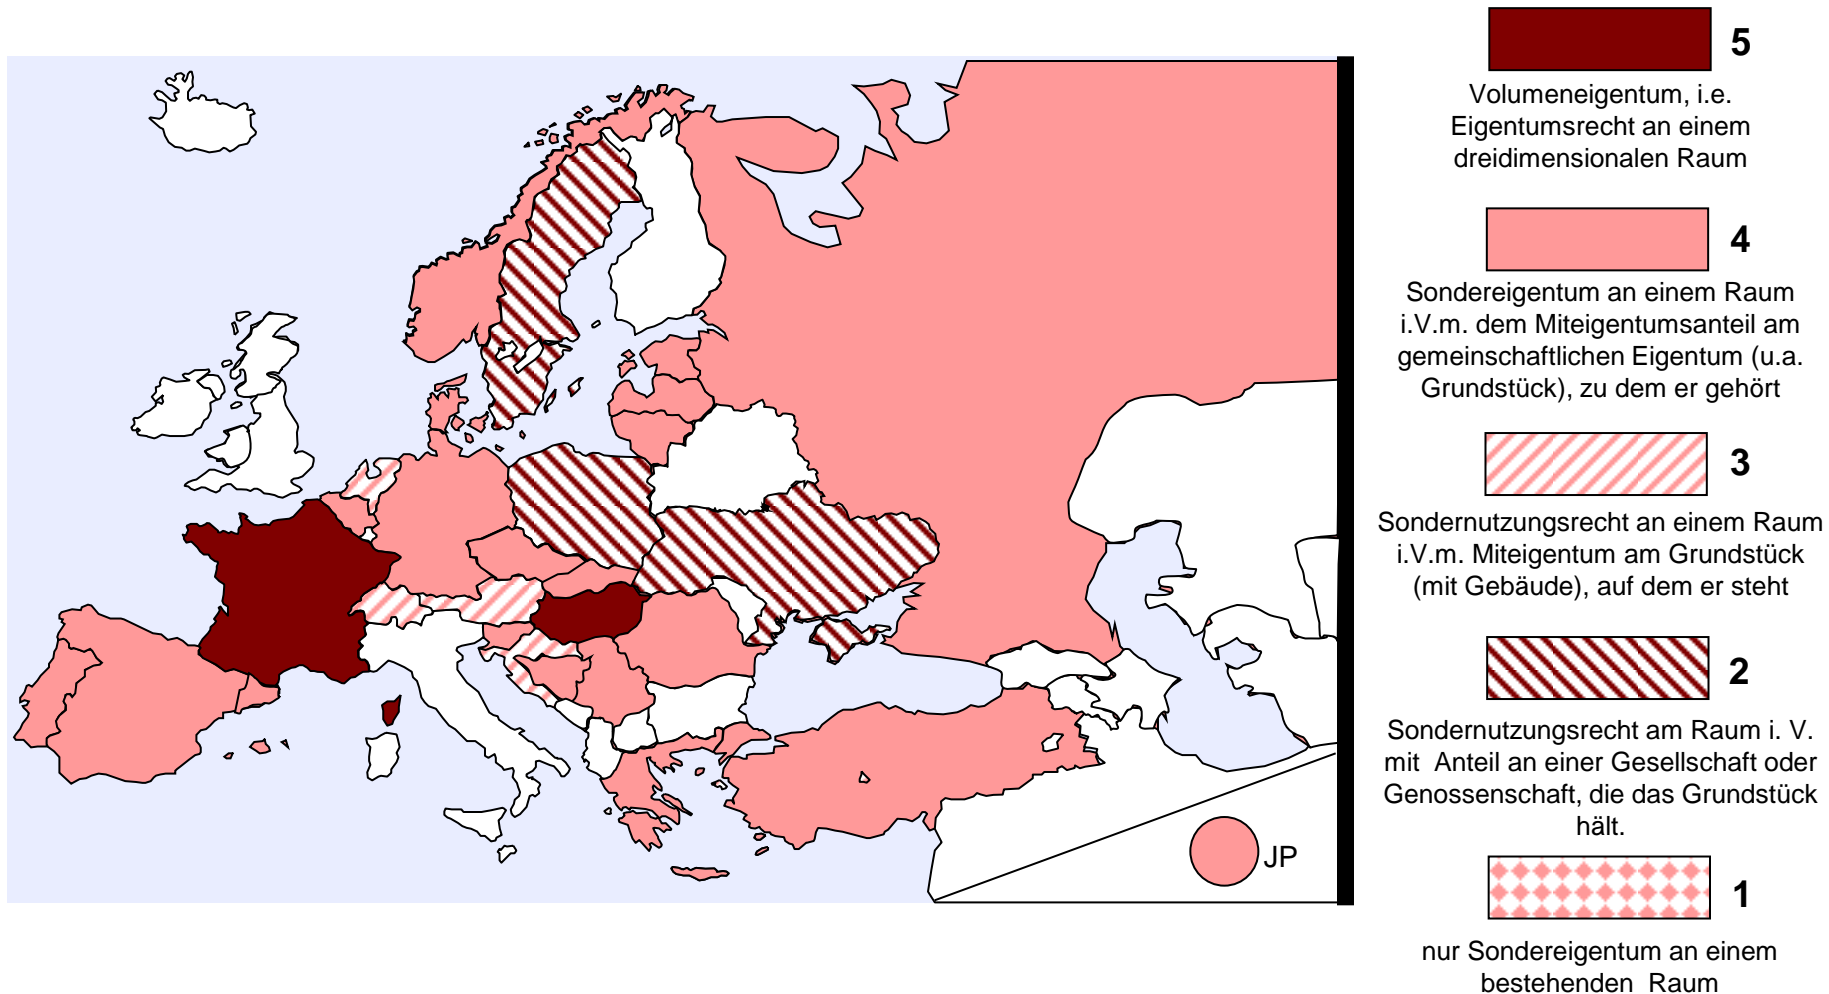 5
Volumeneigentum, i.e.
Eigentumsrecht an einem
dreidimensionalen Raum
4
Sondereigentum an einem Raum
i.V.m. dem Miteigentumsanteil am
gemeinschaftlichen Eigentum (u.a.
Grundstück), zu dem er gehört
3
Sondernutzungsrecht an einem Raum
i.V.m. Miteigentum am Grundstück
(mit Gebäude), auf dem er steht
2
Sondernutzungsrecht am Raum i. V.
mit Anteil an einer Gesellschaft oder
Genossenschaft, die das Grundstück
hält.
1
nur Sondereigentum an einem
bestehenden Raum
JP